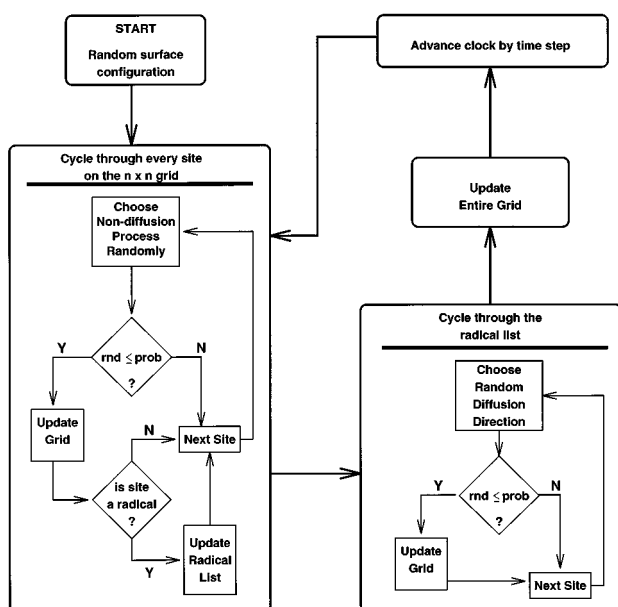 START
Random surface
configuration
Advance clock by time step
Cycle through every site
on the n x n grid
Choose
Non-diffusion
Process
Randomly
Y
rnd ≤ prob
N
?
Update
Grid
N
Next Site
is site
a radical
?
Y
Update
Radical
List
Update
Entire Grid
Cycle through the
radical list
Choose
Random
Diffusion
Direction
Y
rnd ≤ prob
N
?
Update
Grid
Next Site